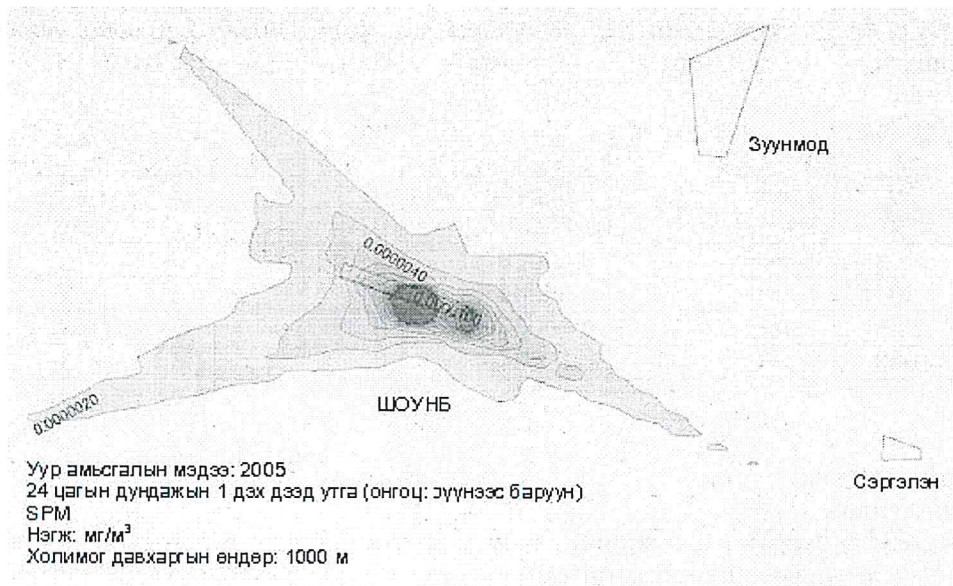 Зуунмод
0.0000040
ШОУНБ
0.0000020
Сэргэлэн
Уур амьсгалын мэдээ: 2005
24 цагын дундажын 1 дэх дээд утга (онгоц: зүүнээс баруун)
SPM
Нэгж: мг/м³
Холимог давхаргын өндөр: 1000 м